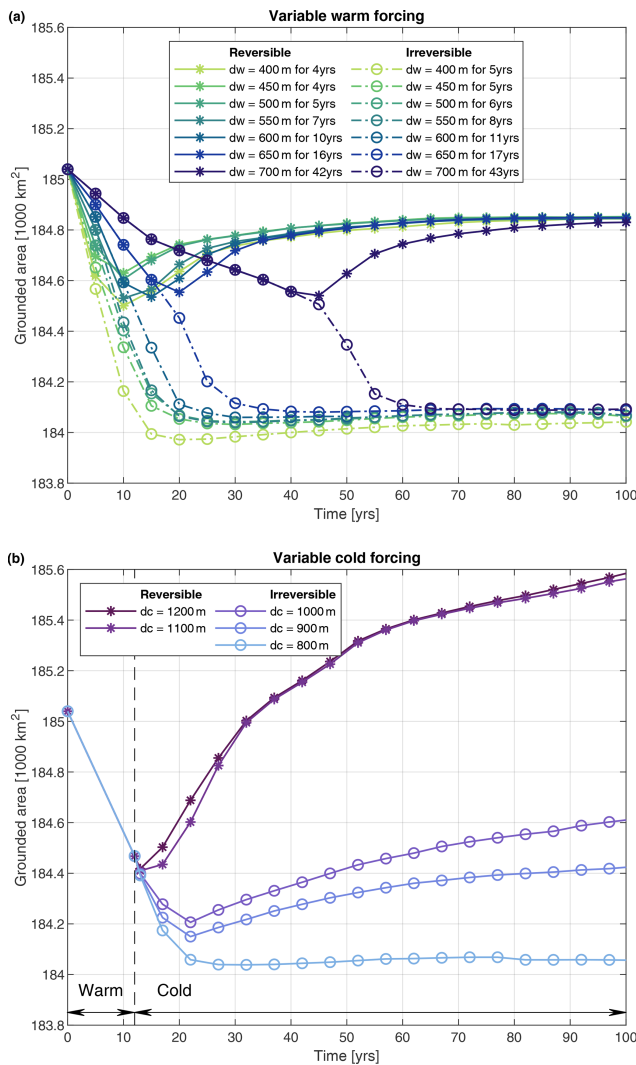 (a)
Variable warm forcing
Reversible Irreversible
dw = 400 m for 4yrs dw = 400 m for 5yrs
dw = 450 m for 4yrs dw = 450 m for 5yrs
dw = 500 m for 5yrs dw = 500 m for 6yrs
dw = 550 m for 7yrs dw = 550 m for 8yrs
dw = 600 m for 10yrs dw = 600 m for 11yrs
dw = 650 m for 16yrs dw = 650 m for 17yrs
dw = 700 m for 42yrs dw = 700 m for 43yrs
Grounded area [1000 km²]
185.6
185.4
185.2
185
184.8
184.6
184.4
184.2
184
183.8
0 10 20 30 40 50 60 70 80 90 100
Time [yrs]
(b)
Variable cold forcing
Reversible Irreversible
dc = 1200 m dc = 1000 m
dc = 1100 m dc = 900 m
dc = 800 m
Grounded area [1000 km²]
185.6
185.4
185.2
185
184.8
184.6
184.4
184.2
184
183.8
Warm Cold
0 10 20 30 40 50 60 70 80 90 100
Time [yrs]